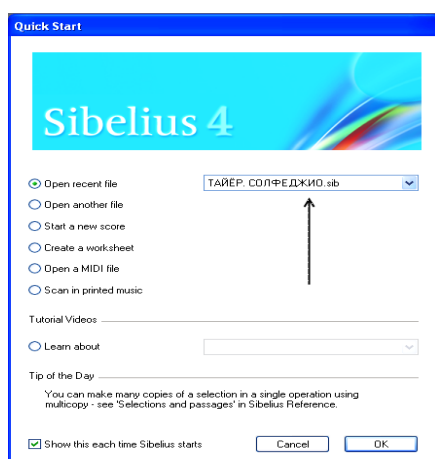 Quick Start
Sibelius 4
Open recent file
ТАЙЁР. СОЛФЕДЖИО.sib
Open another file
Start a new score
Create a worksheet
Open a MIDI file
Scan in printed music
Tutorial Videos
Learn about
Tip of the Day
You can make many copies of a selection in a single operation using
multicopy - see 'Selections and passages' in Sibelius Reference.
Show this each time Sibelius starts
Cancel
OK